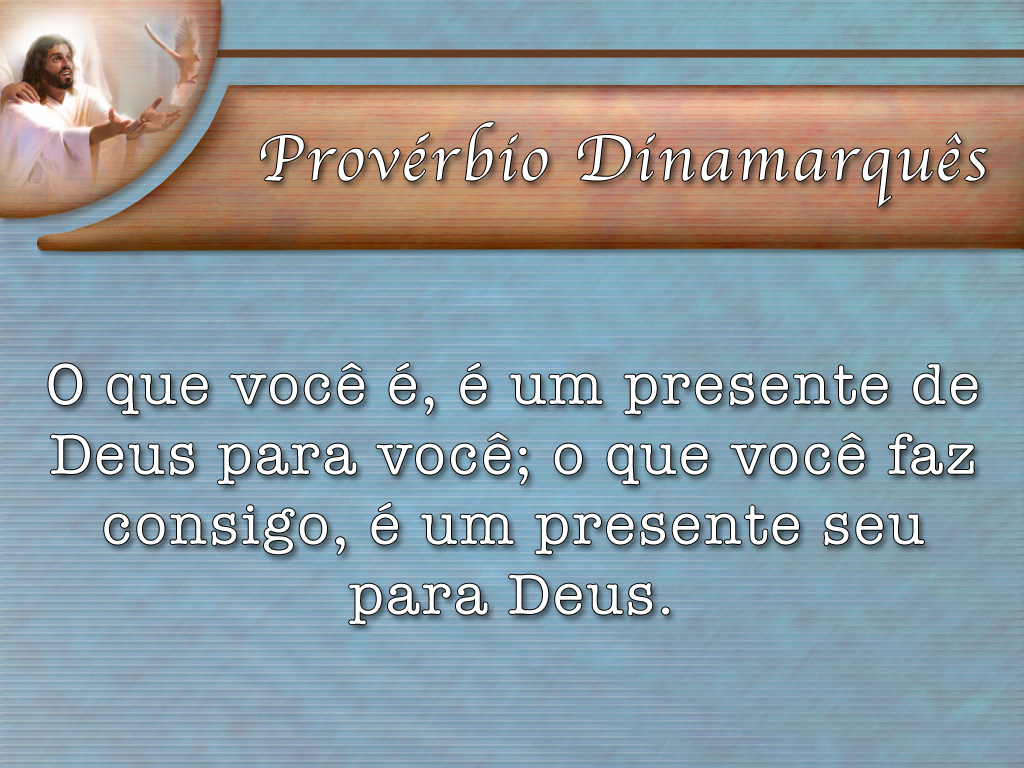 Provérbio Dinamarquês
O que você é, é um presente de
Deus para você; o que você faz
consigo, é um presente seu
para Deus.